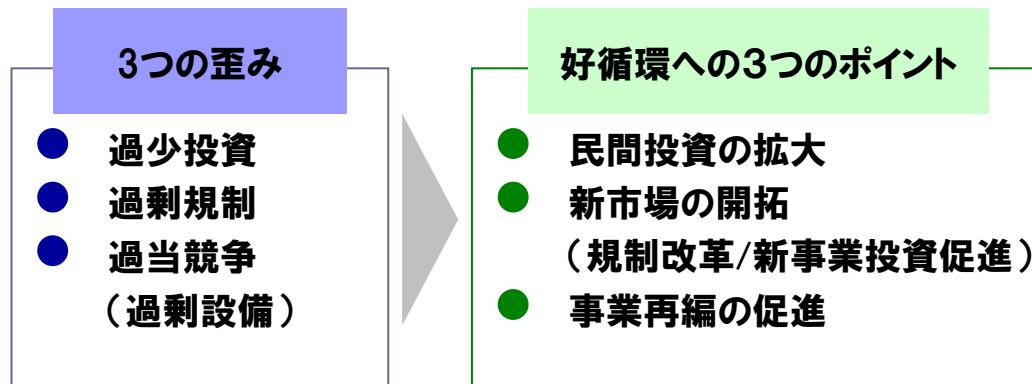 3つの歪み
過少投資
過剰規制
過当競争
（過剰設備）
好循環への３つのポイント
民間投資の拡大
新市場の開拓
（規制改革/新事業投資促進）
事業再編の促進